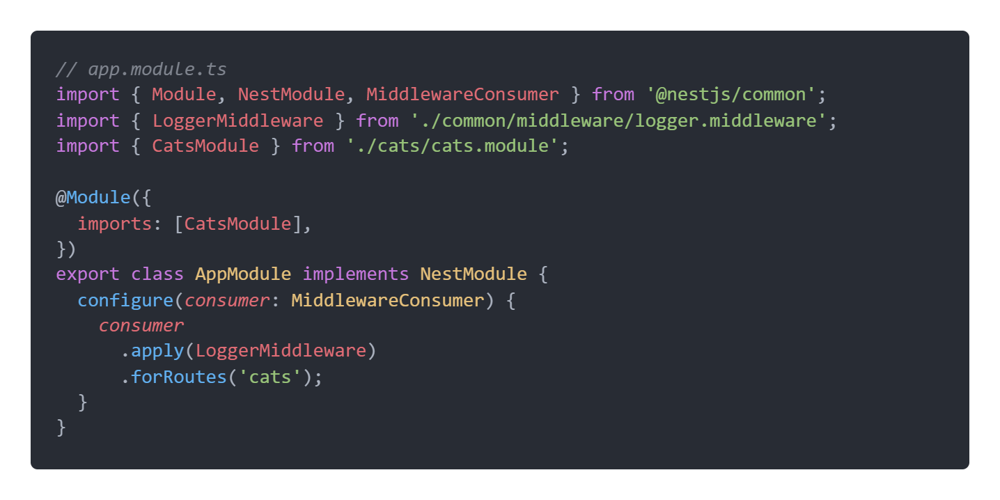 // app.module.ts
import { Module, NestModule, MiddlewareConsumer } from '@nestjs/common';
import { LoggerMiddleware } from './common/middleware/logger.middleware';
import { CatsModule } from './cats/cats.module';

@Module({
  imports: [CatsModule],
})
export class AppModule implements NestModule {
  configure(consumer: MiddlewareConsumer) {
    consumer
      .apply(LoggerMiddleware)
      .forRoutes('cats');
  }
}